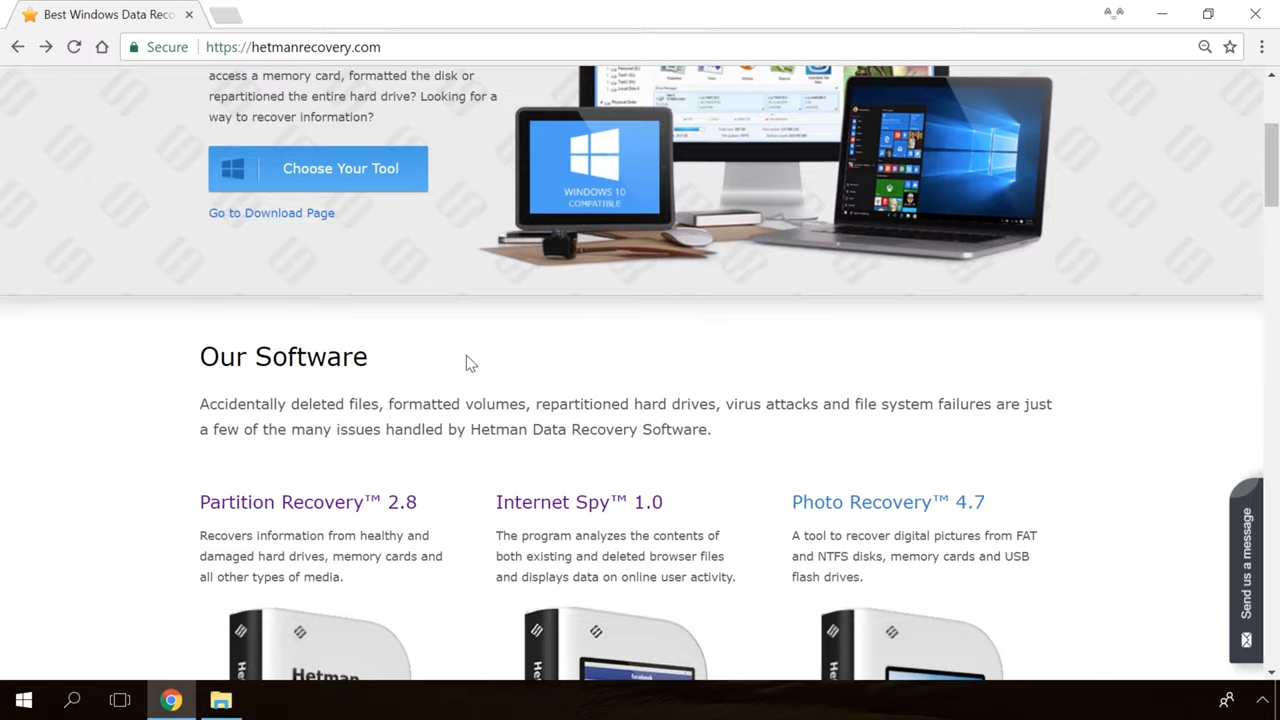 Best Windows Data Reco
Secure
https://hetmanrecovery.com
access a memory card, formatted the disk or
repartitioned the entire hard drive? Looking for a
way to recover information?
Choose Your Tool
Go to Download Page
WINDOWS 10
COMPATIBLE
Our Software
Accidentally deleted files, formatted volumes, repartitioned hard drives, virus attacks and file system failures are just
a few of the many issues handled by Hetman Data Recovery Software.
Partition Recovery™ 2.8
Internet Spy™ 1.0
Photo Recovery™ 4.7
Recovers information from healthy and
damaged hard drives, memory cards and
all other types of media.
The program analyzes the contents of
both existing and deleted browser files
and displays data on online user activity.
A tool to recover digital pictures from FAT
and NTFS disks, memory cards and USB
flash drives.
Hetman
Facebook
Send us a message